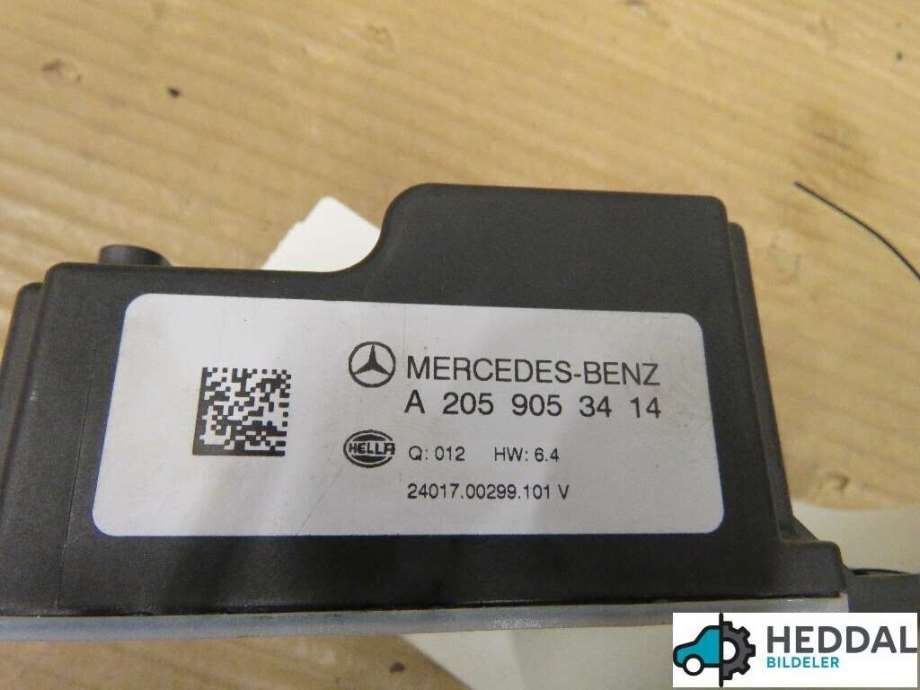 MERCEDES-BENZ
A 205 905 34 14
HELLA
Q: 012 HW: 6.4
24017.00299.101 V
HEDDAL
BILDELER